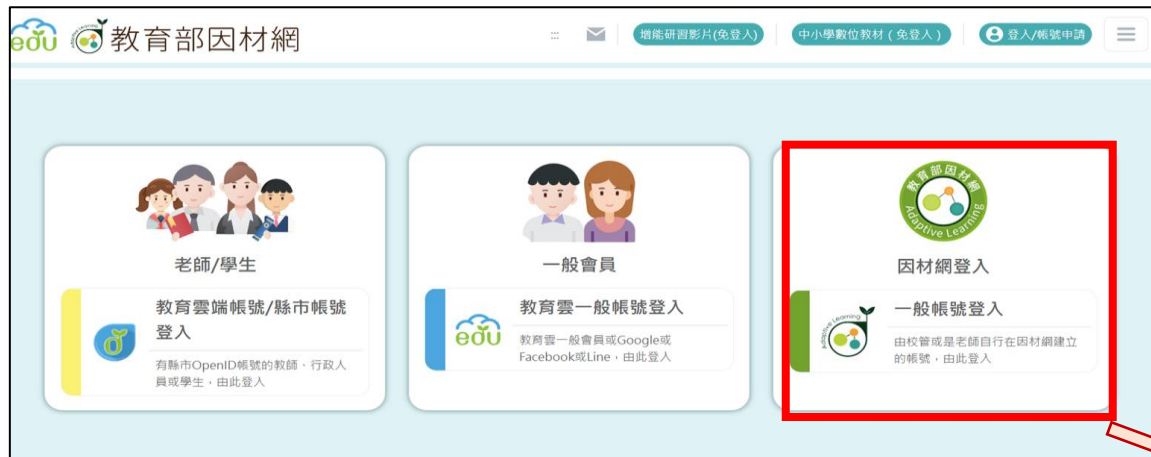 edu 教育部因材網
增能研習影片(免登入)
中小學數位教材(免登入)
登入/帳號申請
老師/學生
教育雲端帳號/縣市帳號
登入
有縣市OpenID帳號的教師、行政人
員或學生,由此登入
一般會員
edu
教育雲一般帳號登入
教育雲一般會員或Google或
Facebook或Line,由此登入
教育部因材網
Adaptive Learning
因材網登入
一般帳號登入
由校管或是老師自行在因材網建立
的帳號,由此登入